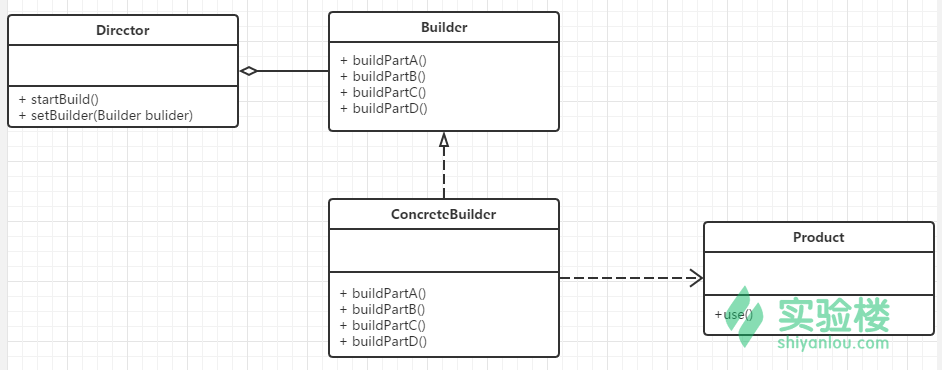 Director
+ startBuild()
+ setBuilder(Builder bulider)
Builder
+ buildPartA()
+ buildPartB()
+ buildPartC()
+ buildPartD()
ConcreteBuilder
+ buildPartA()
+ buildPartB()
+ buildPartC()
+ buildPartD()
Product
+use()
实验楼
shiyanlou.com